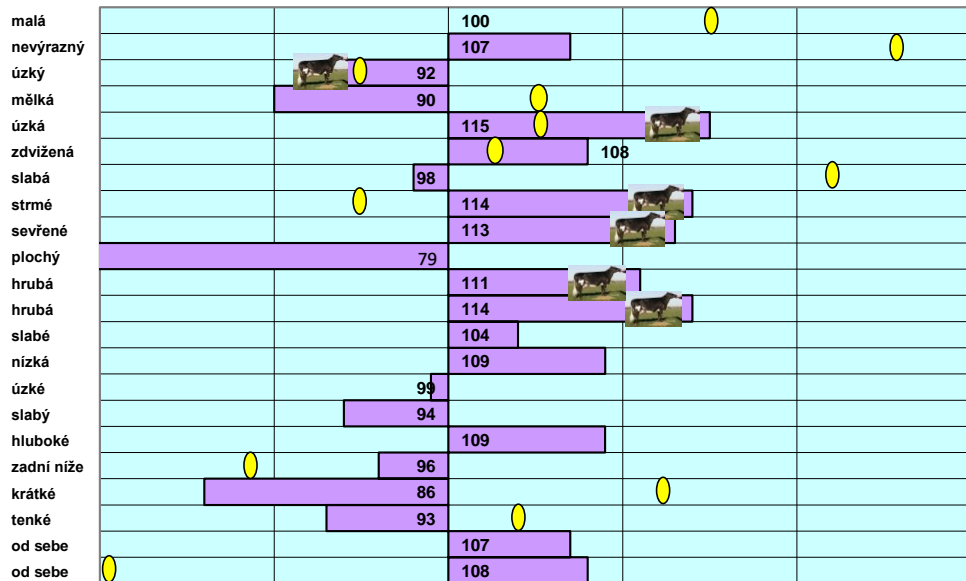 malá 100
nevýrazný 107
úzký 92
mělká 90
úzká 115
zdvižená 108
slabá 98
strmé 114
sevřené 113
plochý 79
hrubá 111
hrubá 114
slabé 104
nízká 109
úzké 99
slabý 94
hluboké 109
zadní níže 96
krátké 86
tenké 93
od sebe 107
od sebe 108